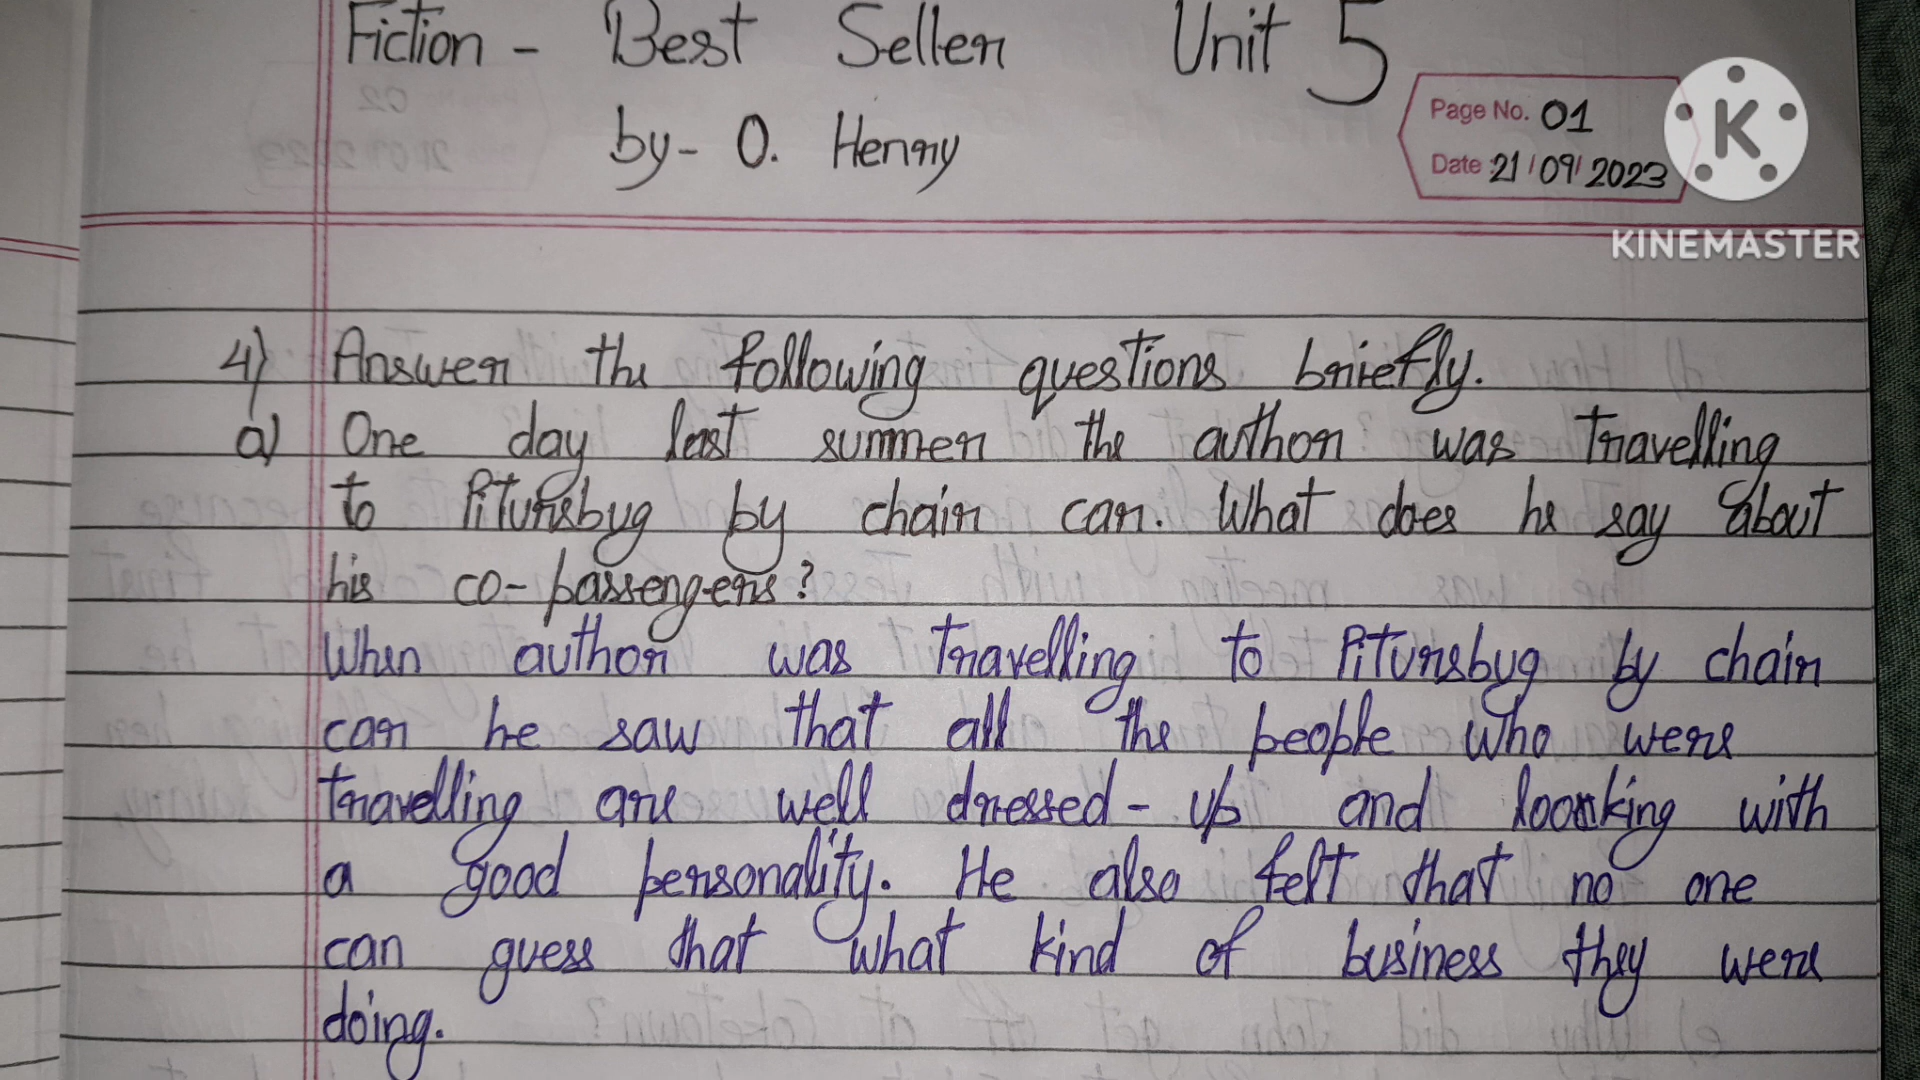 Fiction - Best Seller Unit 5
by- O. Henry
Page No. 01
Date 21/09/2023
K
KINEMASTER
4) Answer the following questions briefly.
a) One day last summer the author was travelling
to Piturssbug by chair car. What does he say about
his co-passengers?
When author was travelling to Pitursbug by chair
car he saw that all the people who were
travelling are well dressed-up and looking with
a good personality. He also felt that no one
can guess that what kind of business they were
doing.